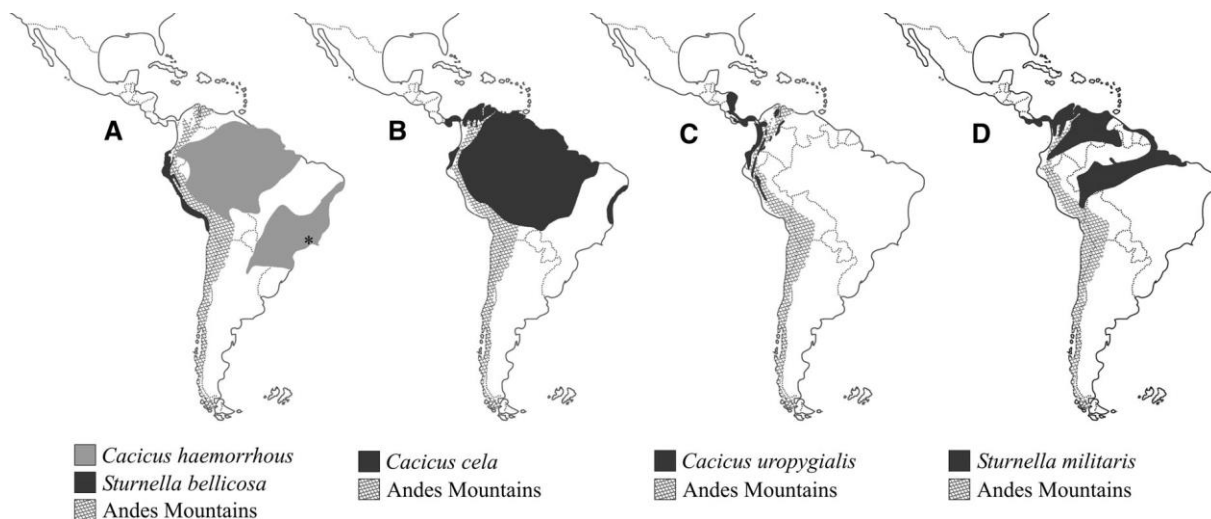 A
B
C
D
*
Cacicus haemorrhous
Sturnella bellicosa
Andes Mountains
Cacicus cela
Andes Mountains
Cacicus uropygialis
Andes Mountains
Sturnella militaris
Andes Mountains